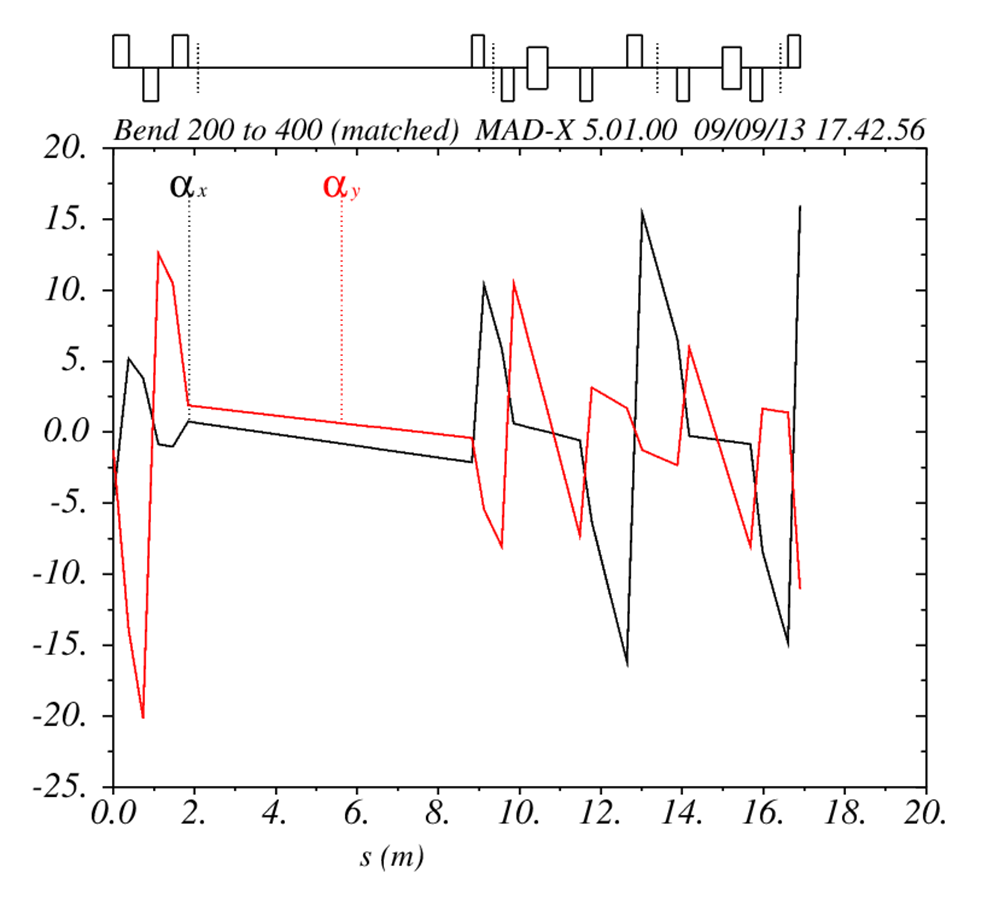 Bend 200 to 400 (matched) MAD-X 5.01.00 09/09/13 17.42.56
20.
αx αy
15.
10.
5.
0.0
-5.
-10.
-15.
-20.
-25.
0.0 2. 4. 6. 8. 10. 12. 14. 16. 18. 20.
s (m)